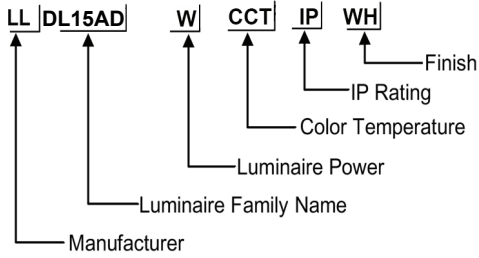 LL DL15AD W CCT IP WH
Finish
IP Rating
Color Temperature
Luminaire Power
Luminaire Family Name
Manufacturer